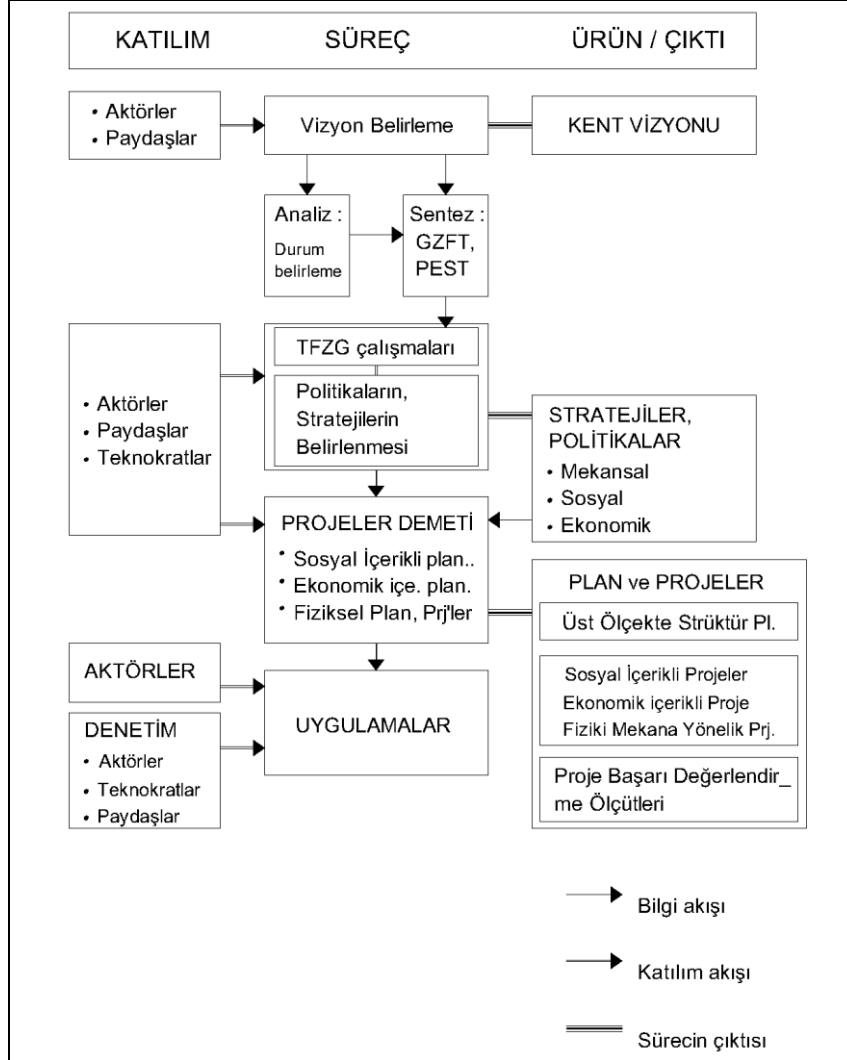 KATILIM SÜREÇ ÜRÜN / ÇIKTI
• Aktörler
• Paydaşlar
Vizyon Belirleme
KENT VİZYONU
Analiz :
Durum
belirleme
Sentez :
GZFT,
PEST
• Aktörler
• Paydaşlar
• Teknokratlar
TFZG çalışmaları
Politikaların,
Stratejilerin
Belirlenmesi
STRATEJİLER,
POLİTİKALAR
• Mekansal
• Sosyal
• Ekonomik
PROJELER DEMETİ
• Sosyal İçerikli plan..
• Ekonomik içe. plan.
• Fiziksel Plan, Prj'ler
PLAN ve PROJELER
Üst Ölçekte Strüktür Pl.
Sosyal İçerikli Projeler
Ekonomik içerikli Proje
Fiziki Mekana Yönelik Prj.
Proje Başarı Değerlendir_
me Ölçütleri
AKTÖRLER
DENETİM
• Aktörler
• Teknokratlar
• Paydaşlar
UYGULAMALAR
Bilgi akışı
Katılım akışı
Sürecin çıktısı